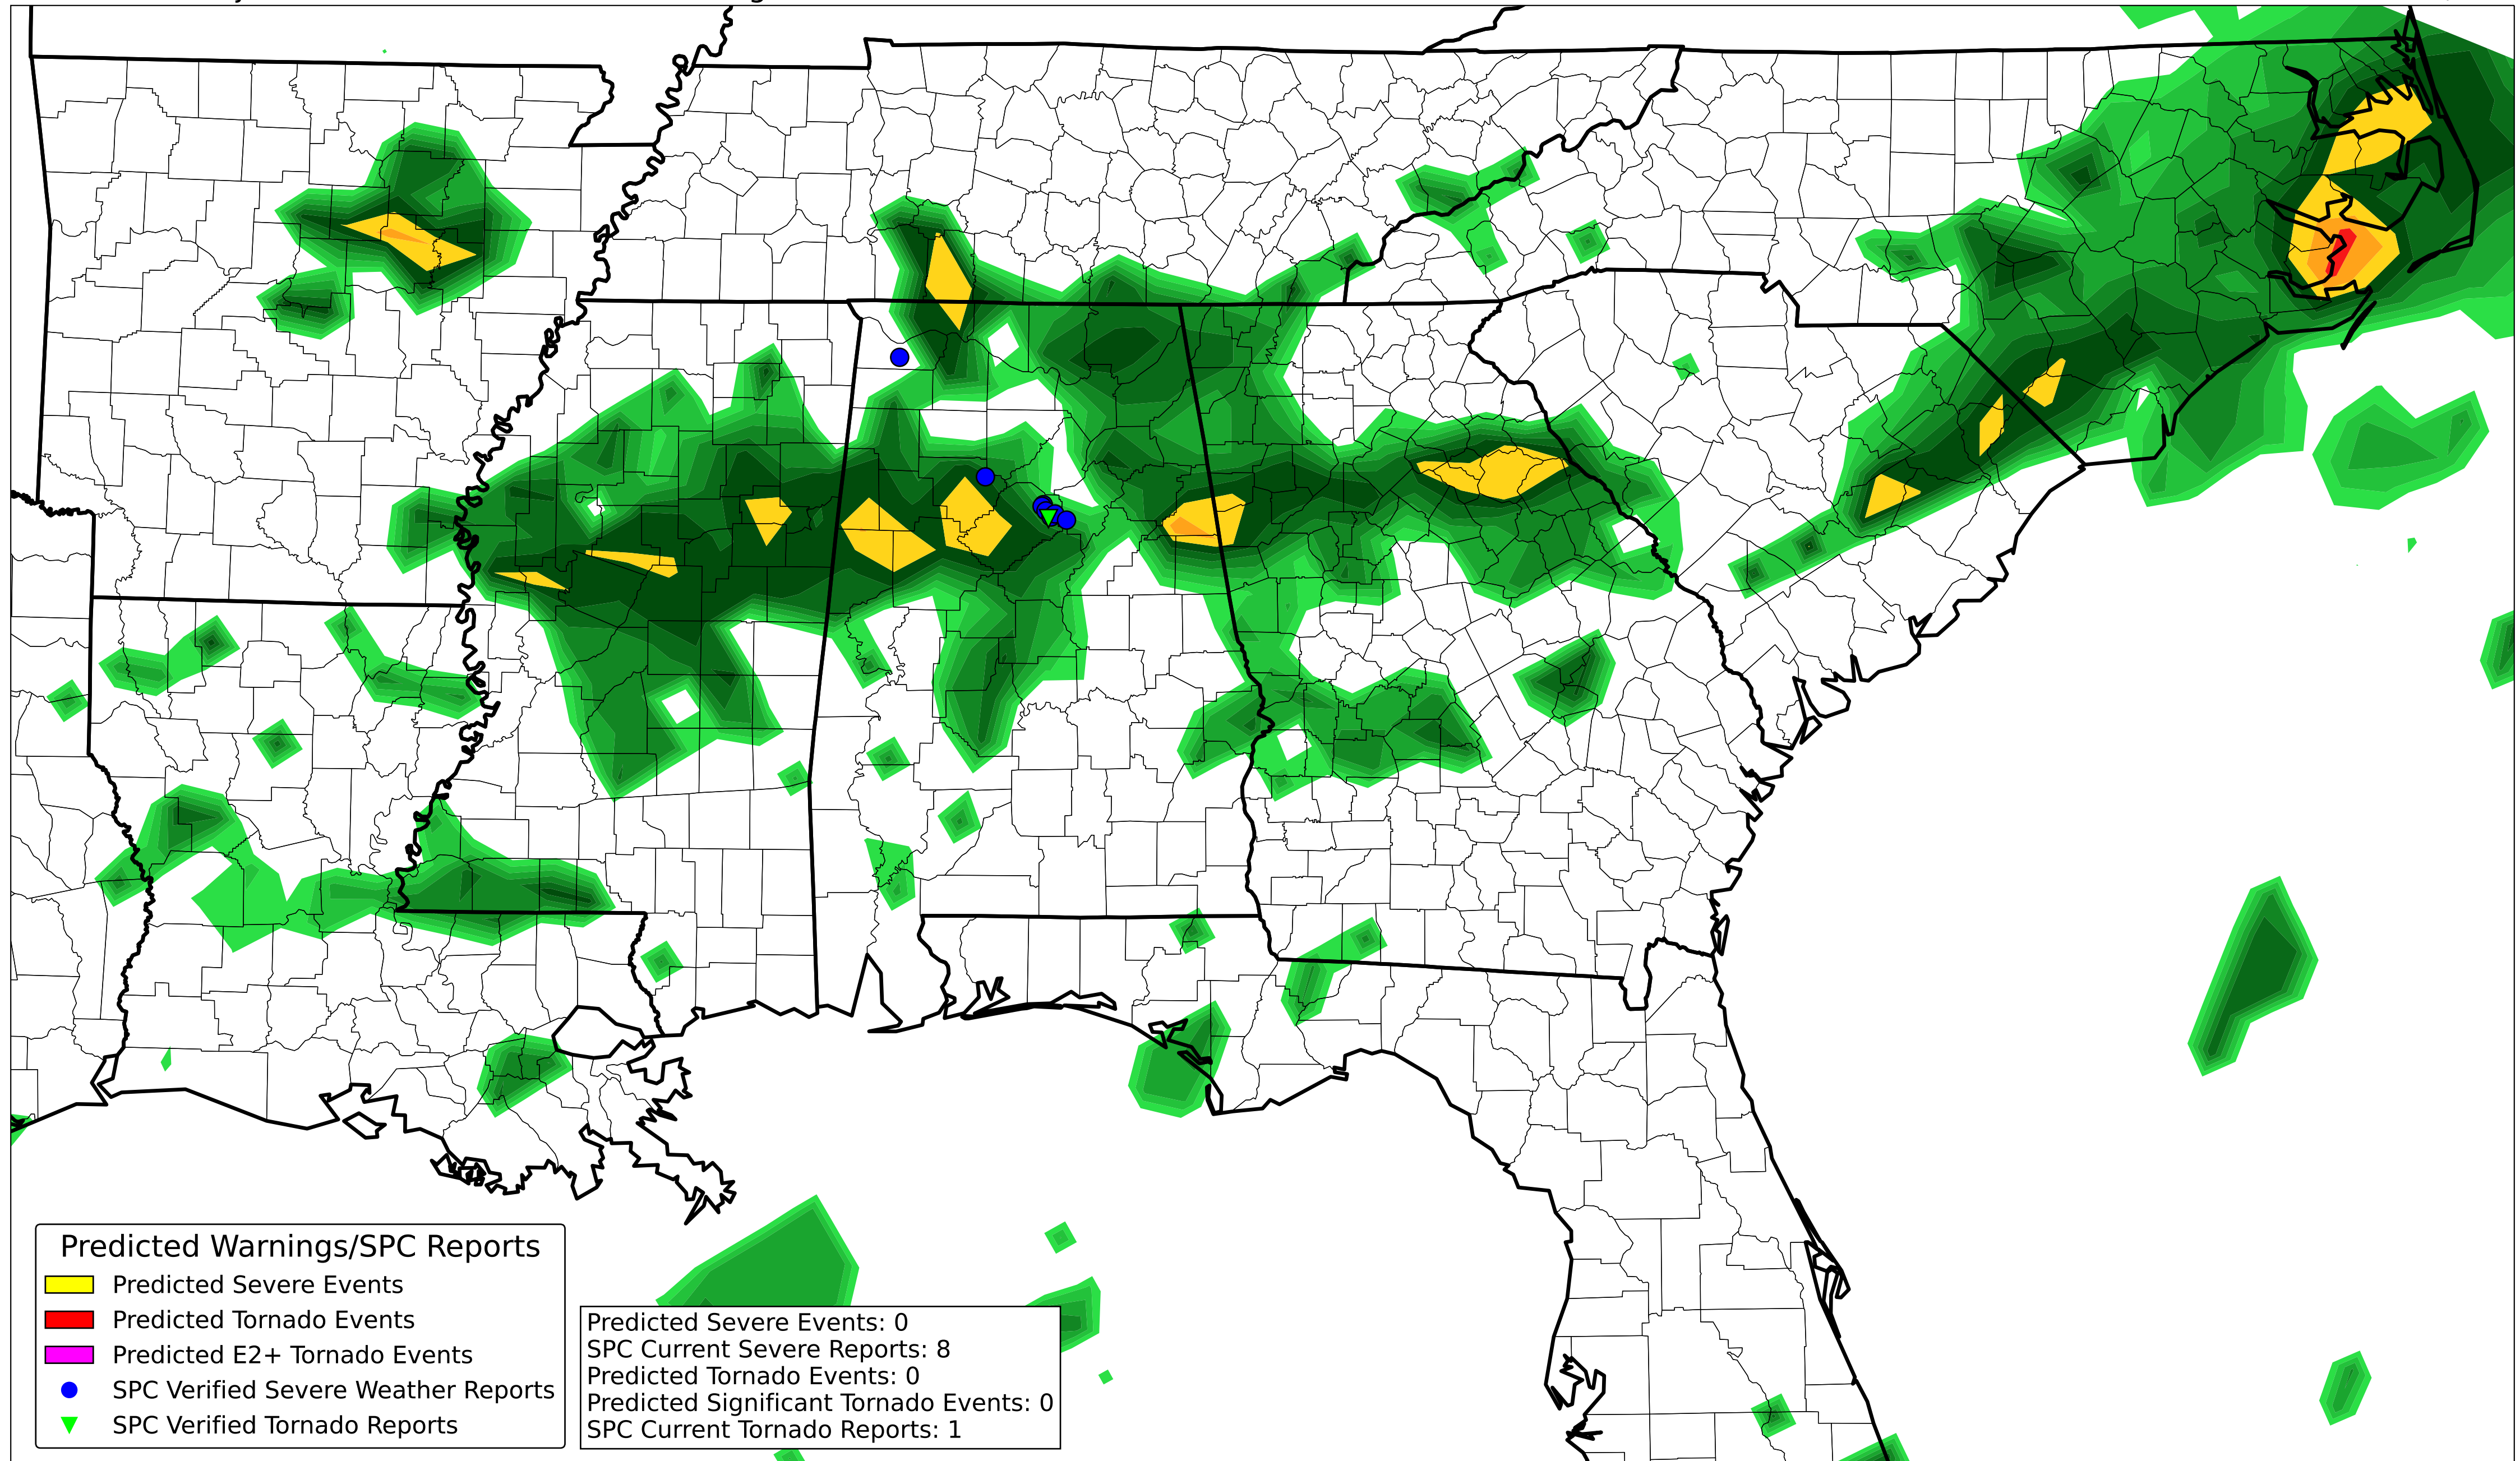 Predicted Warnings/SPC Reports
Predicted Severe Events
Predicted Tornado Events
Predicted E2+ Tornado Events
SPC Verified Severe Weather Reports
SPC Verified Tornado Reports
Predicted Severe Events: 0
SPC Current Severe Reports: 8
Predicted Tornado Events: 0
Predicted Significant Tornado Events: 0
SPC Current Tornado Reports: 1